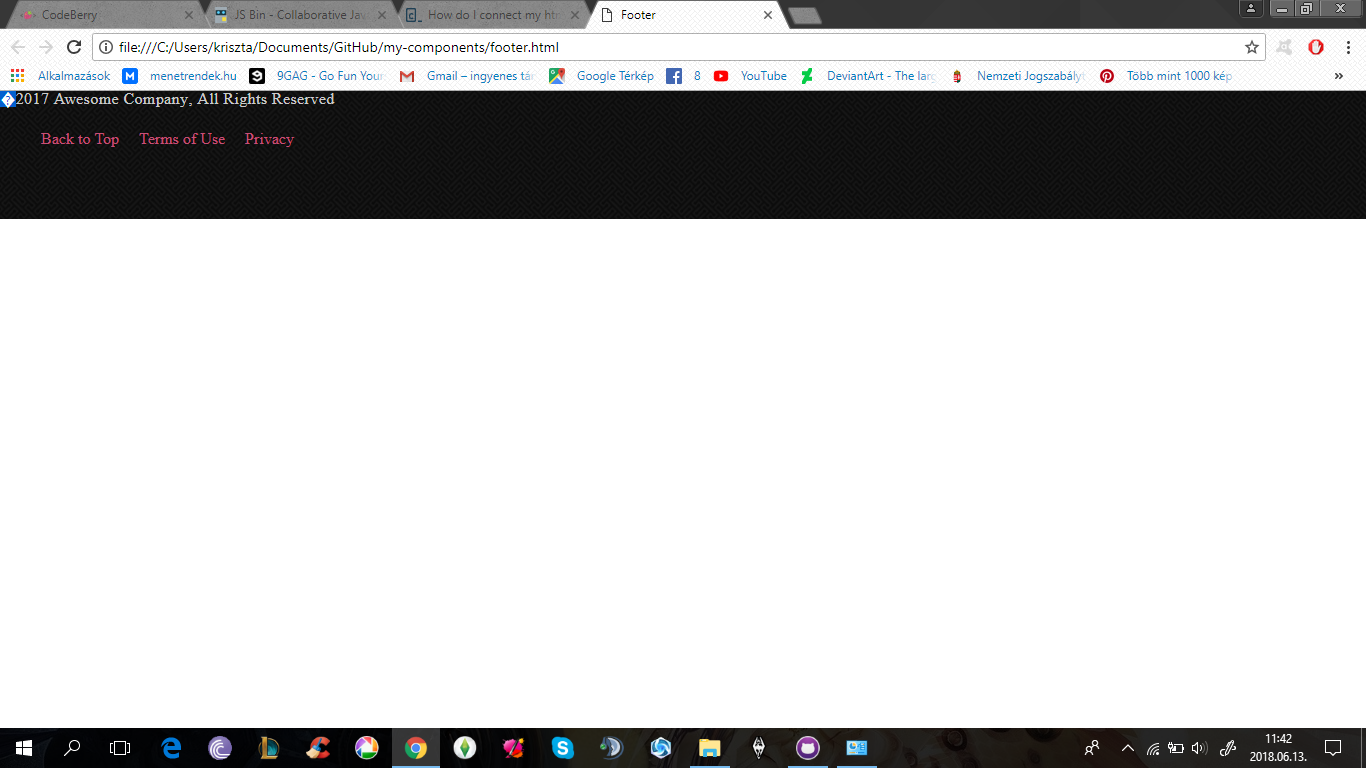 CodeBerry
JS Bin - Collaborative Jav
How do I connect my htm
Footer
file:///C:/Users/kriszta/Documents/GitHub/my-components/footer.html
Alkalmazások
menetrendek.hu
9GAG - Go Fun Your
Gmail – ingyenes tár
Google Térkép
8
YouTube
DeviantArt - The larg
Nemzeti Jogszabályt
Több mint 1000 kép
»
�2017 Awesome Company, All Rights Reserved
Back to Top Terms of Use Privacy
11:42
2018.06.13.